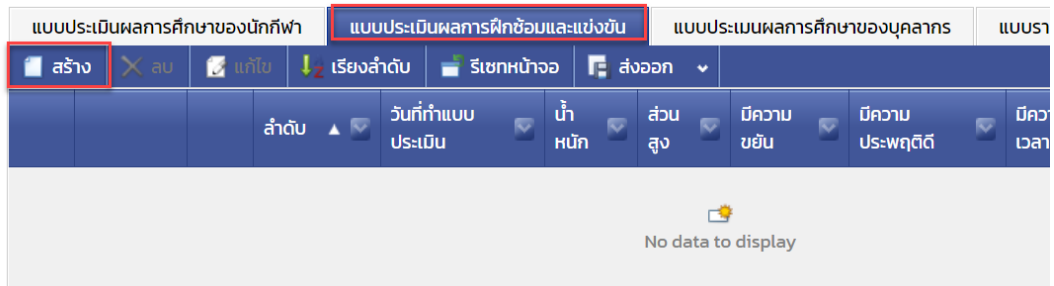 แบบประเมินผลการศึกษาของนักกีฬา แบบประเมินผลการฝึกซ้อมและแข่งขัน แบบประเมนผลการศึกษาของบุคลากร แบบรา
สร้าง ลบ แก้ไข เรียงลำดับ รีเซทหน้าจอ ส่งออก
ลำดับ วันที่ทำแบบ น้ำ ส่วน มีความ มีความ มีคว
ประเมิน หนัก สูง ขยัน ประพฤติดี เวลา
No data to display